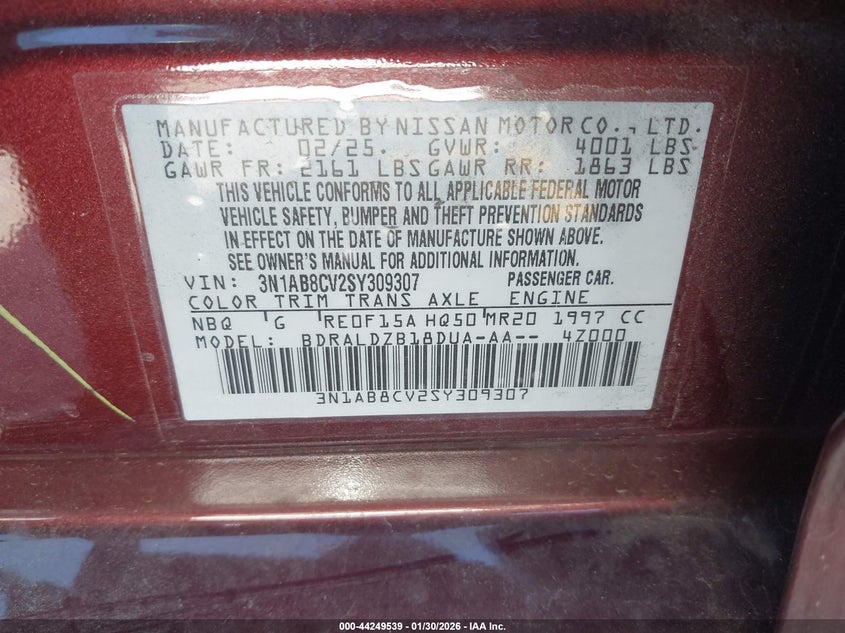 MANUFACTURED BY NISSAN MOTOR CO., LTD.
DATE: 02/25. GVWR: 4001 LBS
GAWR FR: 2161 LBS GAWR RR: 1863 LBS
THIS VEHICLE CONFORMS TO ALL APPLICABLE FEDERAL MOTOR
VEHICLE SAFETY, BUMPER AND THEFT PREVENTION STANDARDS
IN EFFECT ON THE DATE OF MANUFACTURE SHOWN ABOVE.
SEE OWNER'S MANUAL FOR ADDITIONAL INFORMATION.
VIN: 3N1AB8CV2SY309307 PASSENGER CAR.
COLOR TRIM TRANS AXLE ENGINE
NBQ 'G RE0F15A HQ50 MR20 1997 CC
MODEL: BDRALDZB18DUA-AA-- 4Z000
3N1AB8CV2SY309307
000-44249539 - 01/30/2026 - IAA Inc.